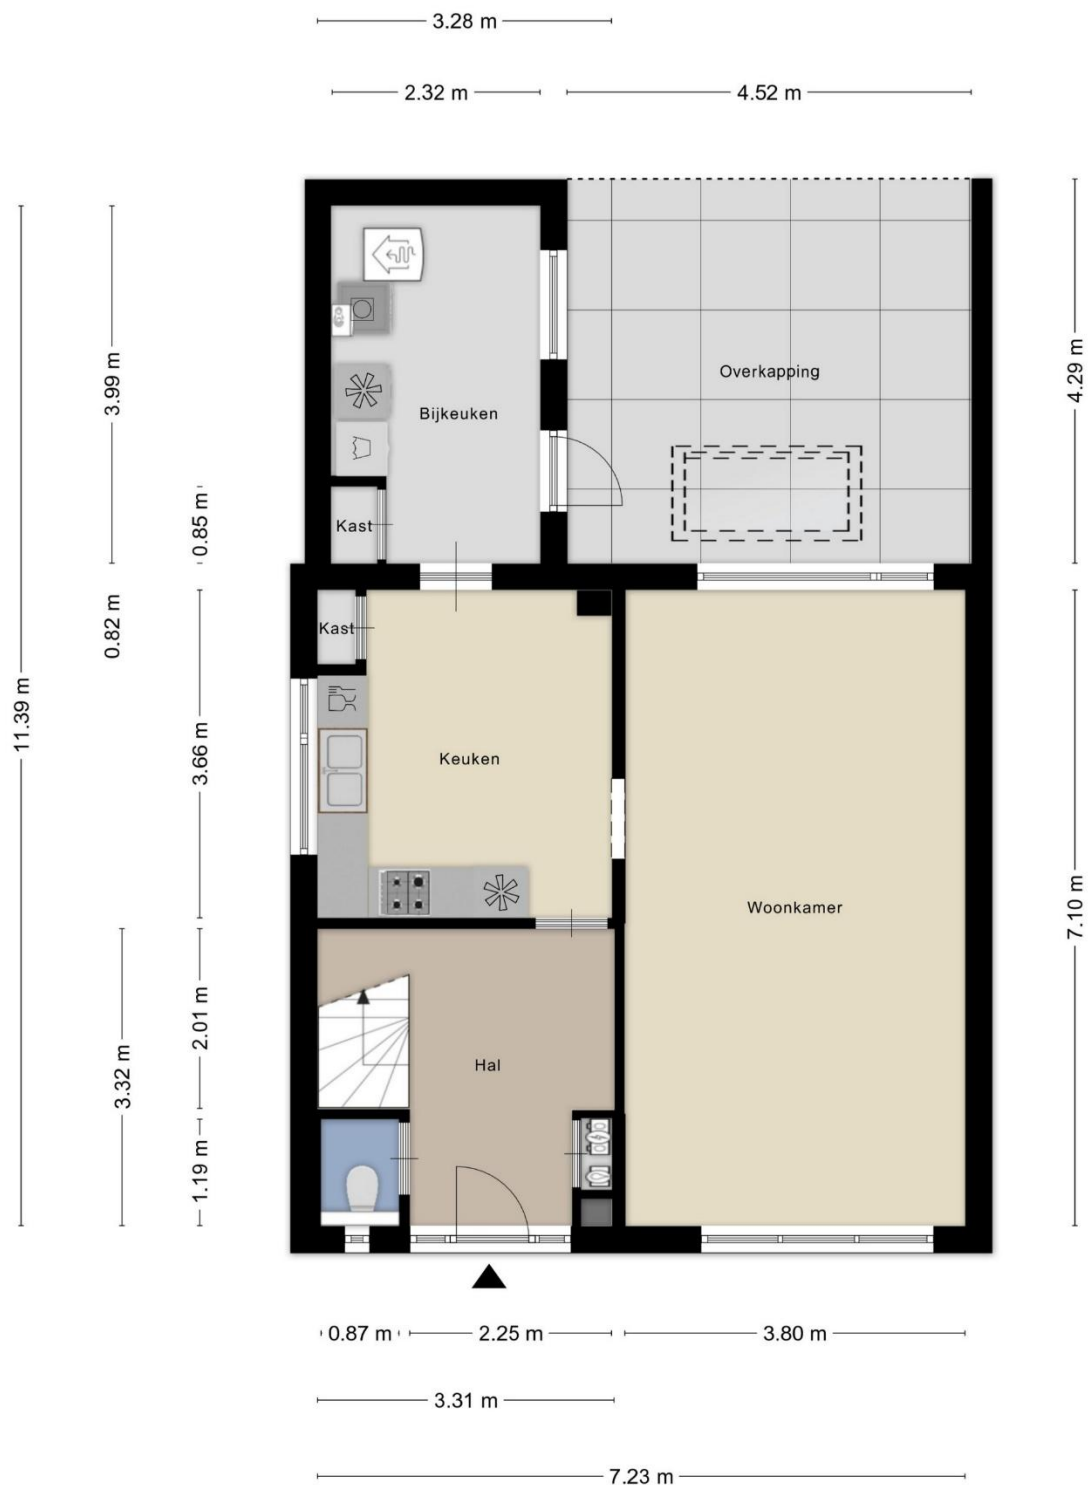 3.28 m
2.32 m
4.52 m
Overkapping
Bijkeuken
Kast
Kast
Keuken
Woonkamer
Hal
11.39 m
3.99 m
0.82 m
3.32 m
0.85 m
3.66 m
2.01 m
1.19 m
4.29 m
7.10 m
0.87 m
2.25 m
3.80 m
3.31 m
7.23 m